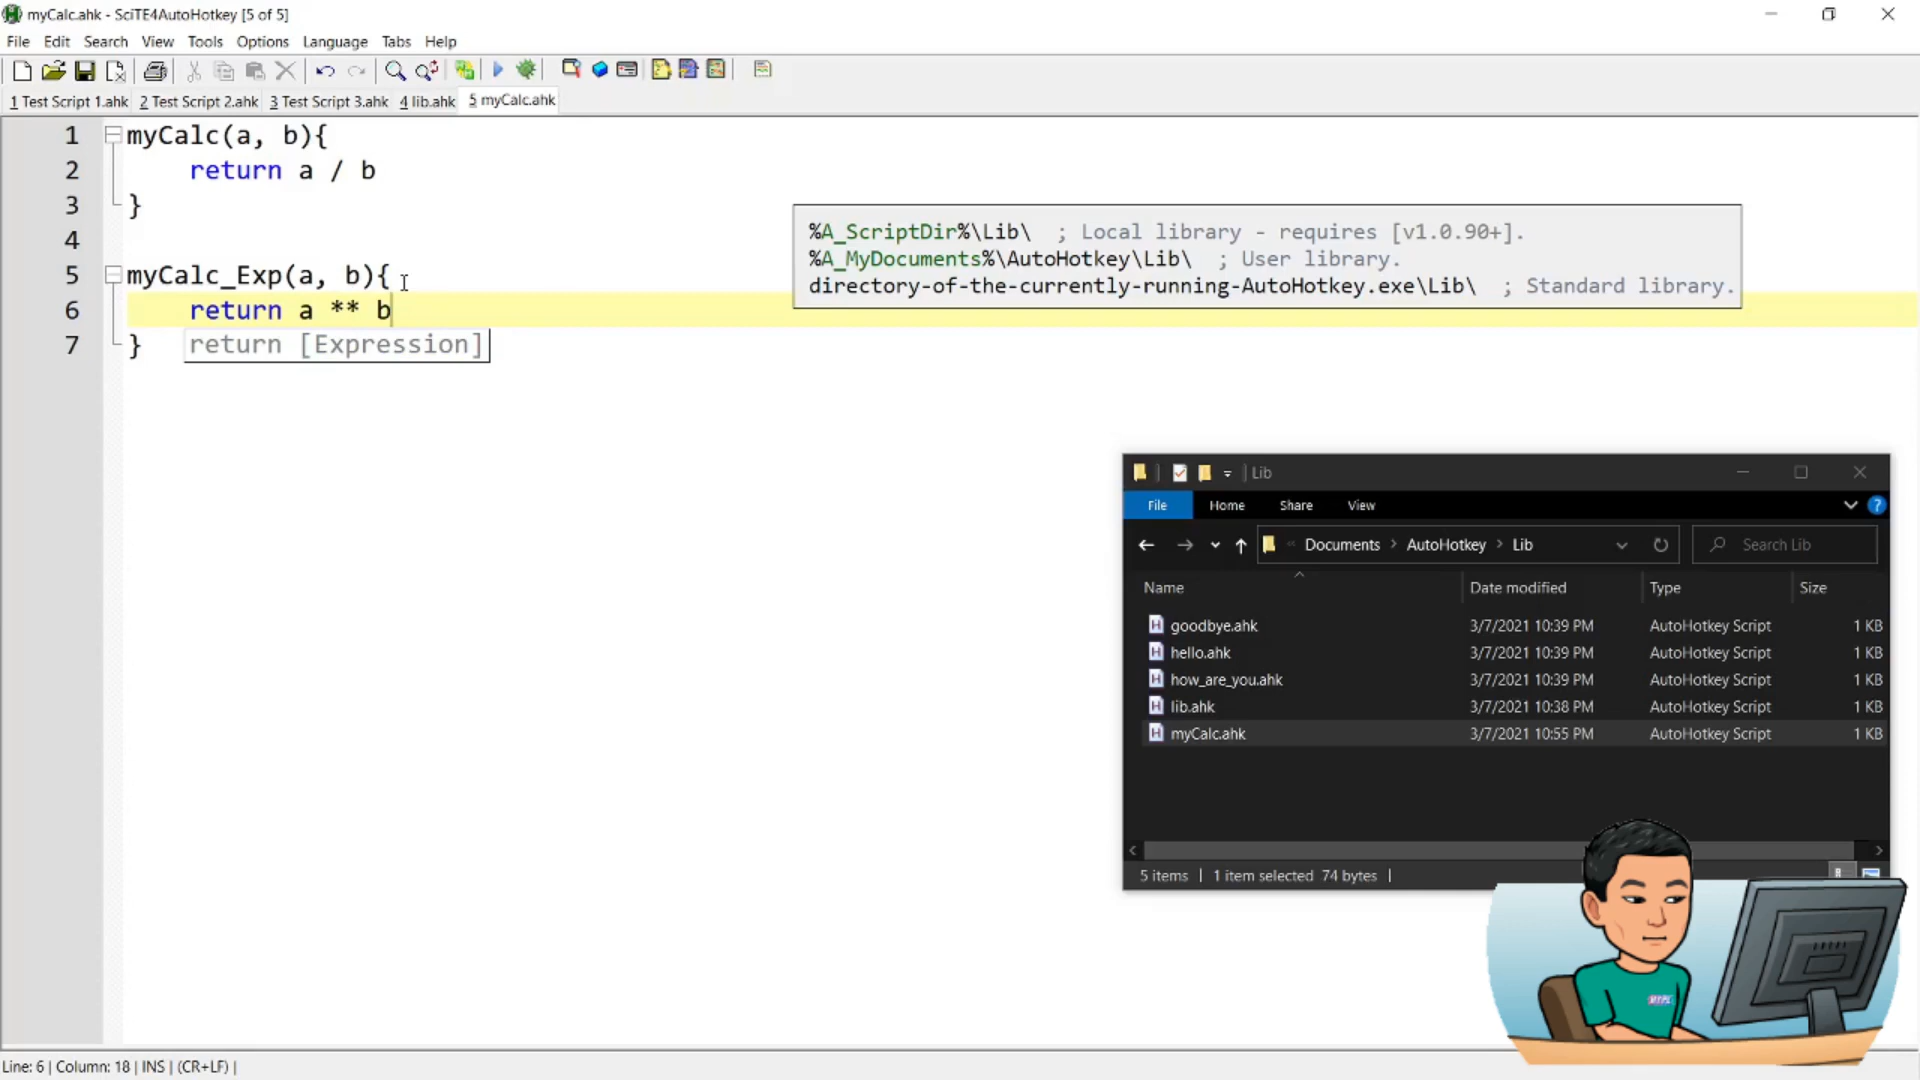 myCalc.ahk - SciTE4AutoHotkey [5 of 5]
File Edit Search View Tools Options Language Tabs Help
1 Test Script 1.ahk 2 Test Script 2.ahk 3 Test Script 3.ahk 4 lib.ahk 5 myCalc.ahk
1 myCalc(a, b){
2 return a / b
3 }
4
5 myCalc_Exp(a, b){
6 return a ** b
7 }
return [Expression]
%A_ScriptDir%\Lib\ ; Local library - requires [v1.0.90+].
%A_MyDocuments%\AutoHotkey\Lib\ ; User library.
directory-of-the-currently-running-AutoHotkey.exe\Lib\ ; Standard library.
Lib
File Home Share View
« Documents > AutoHotkey > Lib Search Lib
Name Date modified Type Size
goodbye.ahk 3/7/2021 10:39 PM AutoHotkey Script 1 KB
hello.ahk 3/7/2021 10:39 PM AutoHotkey Script 1 KB
how_are_you.ahk 3/7/2021 10:39 PM AutoHotkey Script 1 KB
lib.ahk 3/7/2021 10:38 PM AutoHotkey Script 1 KB
myCalc.ahk 3/7/2021 10:55 PM AutoHotkey Script 1 KB
5 items | 1 item selected 74 bytes |
Line: 6 | Column: 18 | INS | (CR+LF) |